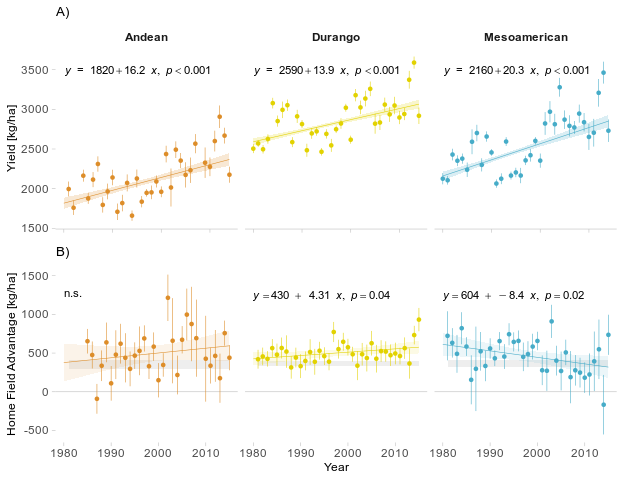 A)
Andean Durango Mesoamerican
y = 1820+16.2 x, p<0.001 y = 2590+13.9 x, p<0.001 y = 2160+20.3 x, p<0.001
Yield [kg/ha]
3500
3000
2500
2000
1500
B)
n.s. y=430 + 4.31 x, p=0.04 y=604 + −8.4 x, p=0.02
Home Field Advantage [kg/ha]
1500
1000
500
0
-500
1980 1990 2000 2010 1980 1990 2000 2010 1980 1990 2000 2010
Year